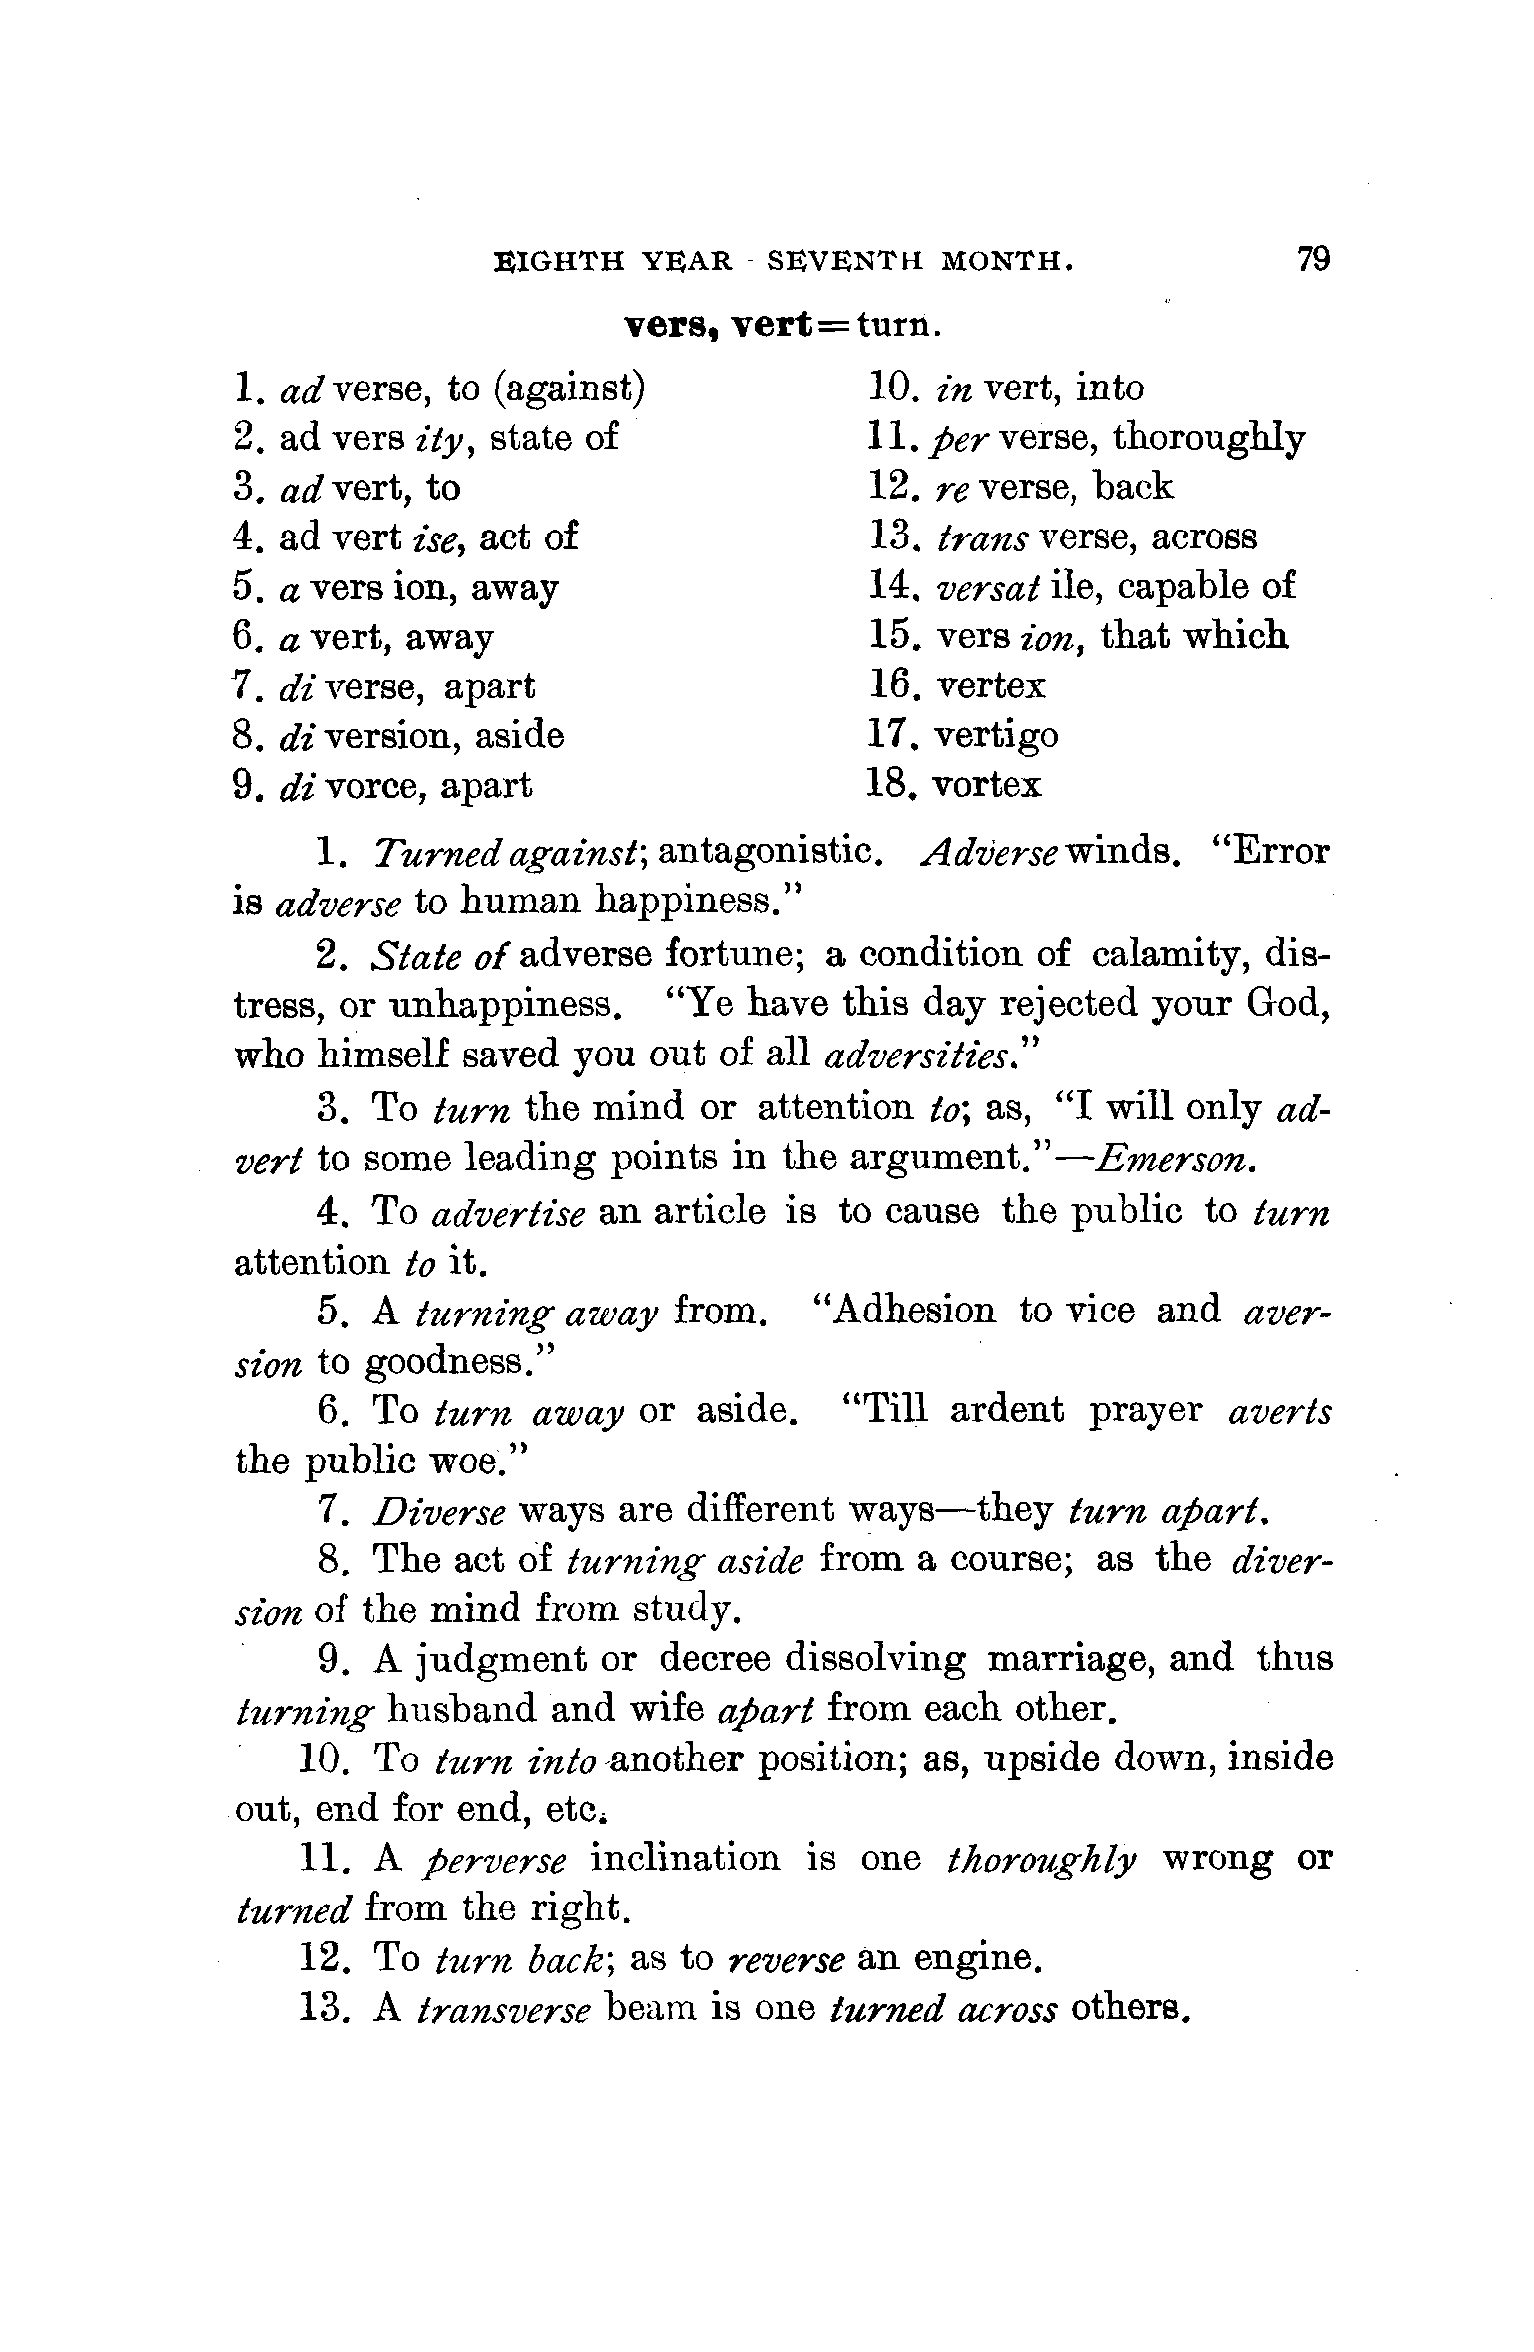 EIGHTH YEAR - SEVENTH MONTH. 79
vers, vert=turn.
1. ad verse, to (against)
2. ad vers ity, state of
3. ad vert, to
4. ad vert ise, act of
5. a vers ion, away
6. a vert, away
7. di verse, apart
8. di version, aside
9. di vorce, apart
10. in vert, into
11. per verse, thoroughly
12. re verse, back
13. trans verse, across
14. versat ile, capable of
15. vers ion, that which
16. vertex
17. vertigo
18. vortex
1. Turned against; antagonistic. Adverse winds. "Error
is adverse to human happiness."
2. State of adverse fortune; a condition of calamity, dis-
tress, or unhappiness. "Ye have this day rejected your God,
who himself saved you out of all adversities."
3. To turn the mind or attention to; as, "I will only ad-
vert to some leading points in the argument."—Emerson.
4. To advertise an article is to cause the public to turn
attention to it.
5. A turning away from. "Adhesion to vice and aver-
sion to goodness."
6. To turn away or aside. "Till ardent prayer averts
the public woe."
7. Diverse ways are different ways—they turn apart.
8. The act of turning aside from a course; as the diver-
sion of the mind from study.
9. A judgment or decree dissolving marriage, and thus
turning husband and wife apart from each other.
10. To turn into another position; as, upside down, inside
out, end for end, etc.
11. A perverse inclination is one thoroughly wrong or
turned from the right.
12. To turn back; as to reverse an engine.
13. A transverse beam is one turned across others.